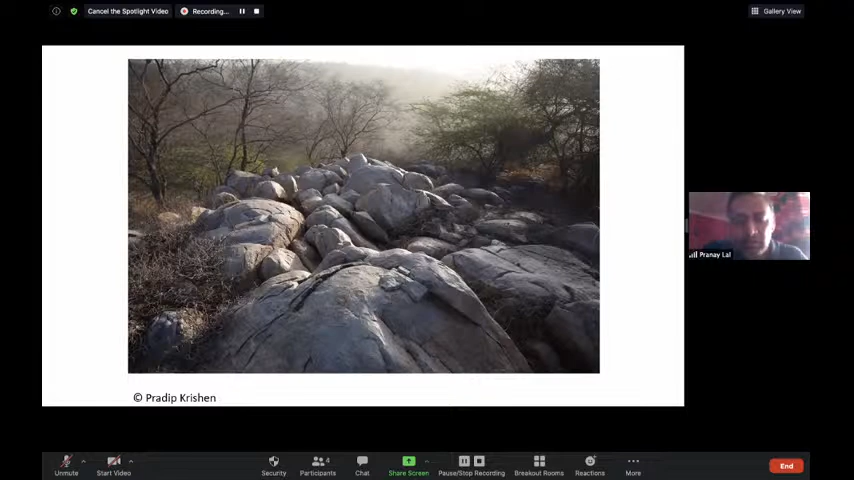 Cancel the Spotlight Video
Recording...
Gallery View
Pranay Lal
© Pradip Krishen
Unmute
Start Video
Security
Participants
4
Chat
Share Screen
Pause/Stop Recording
Breakout Rooms
Reactions
More
End